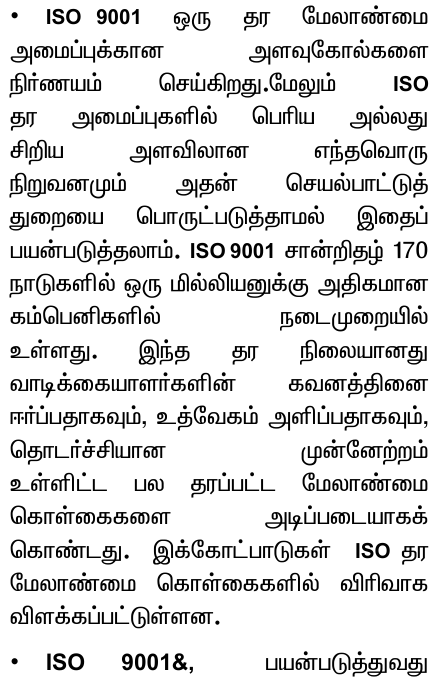 • ISO 9001 ஒரு தர மேலாண்மை
அமைப்புக்கான அளவுகோல்களை
நிர்ணயம் செய்கிறது.மேலும் ISO
தர அமைப்புகளில் பெரிய அல்லது
சிறிய அளவிலான எந்தவொரு
நிறுவனமும் அதன் செயல்பாட்டுத்
துறையை பொருட்படுத்தாமல் இதைப்
பயன்படுத்தலாம். ISO 9001 சான்றிதழ் 170
நாடுகளில் ஒரு மில்லியனுக்கு அதிகமான
கம்பெனிகளில் நடைமுறையில்
உள்ளது. இந்த தர நிலையானது
வாடிக்கையாளர்களின் கவனத்தினை
ஈர்ப்பதாகவும், உத்வேகம் அளிப்பதாகவும்,
தொடர்ச்சியான முன்னேற்றம்
உள்ளிட்ட பல தரப்பட்ட மேலாண்மை
கொள்கைகளை அடிப்படையாகக்
கொண்டது. இக்கோட்பாடுகள் ISO தர
மேலாண்மை கொள்கைகளில் விரிவாக
விளக்கப்பட்டுள்ளன.
• ISO 9001&, பயன்படுத்துவது